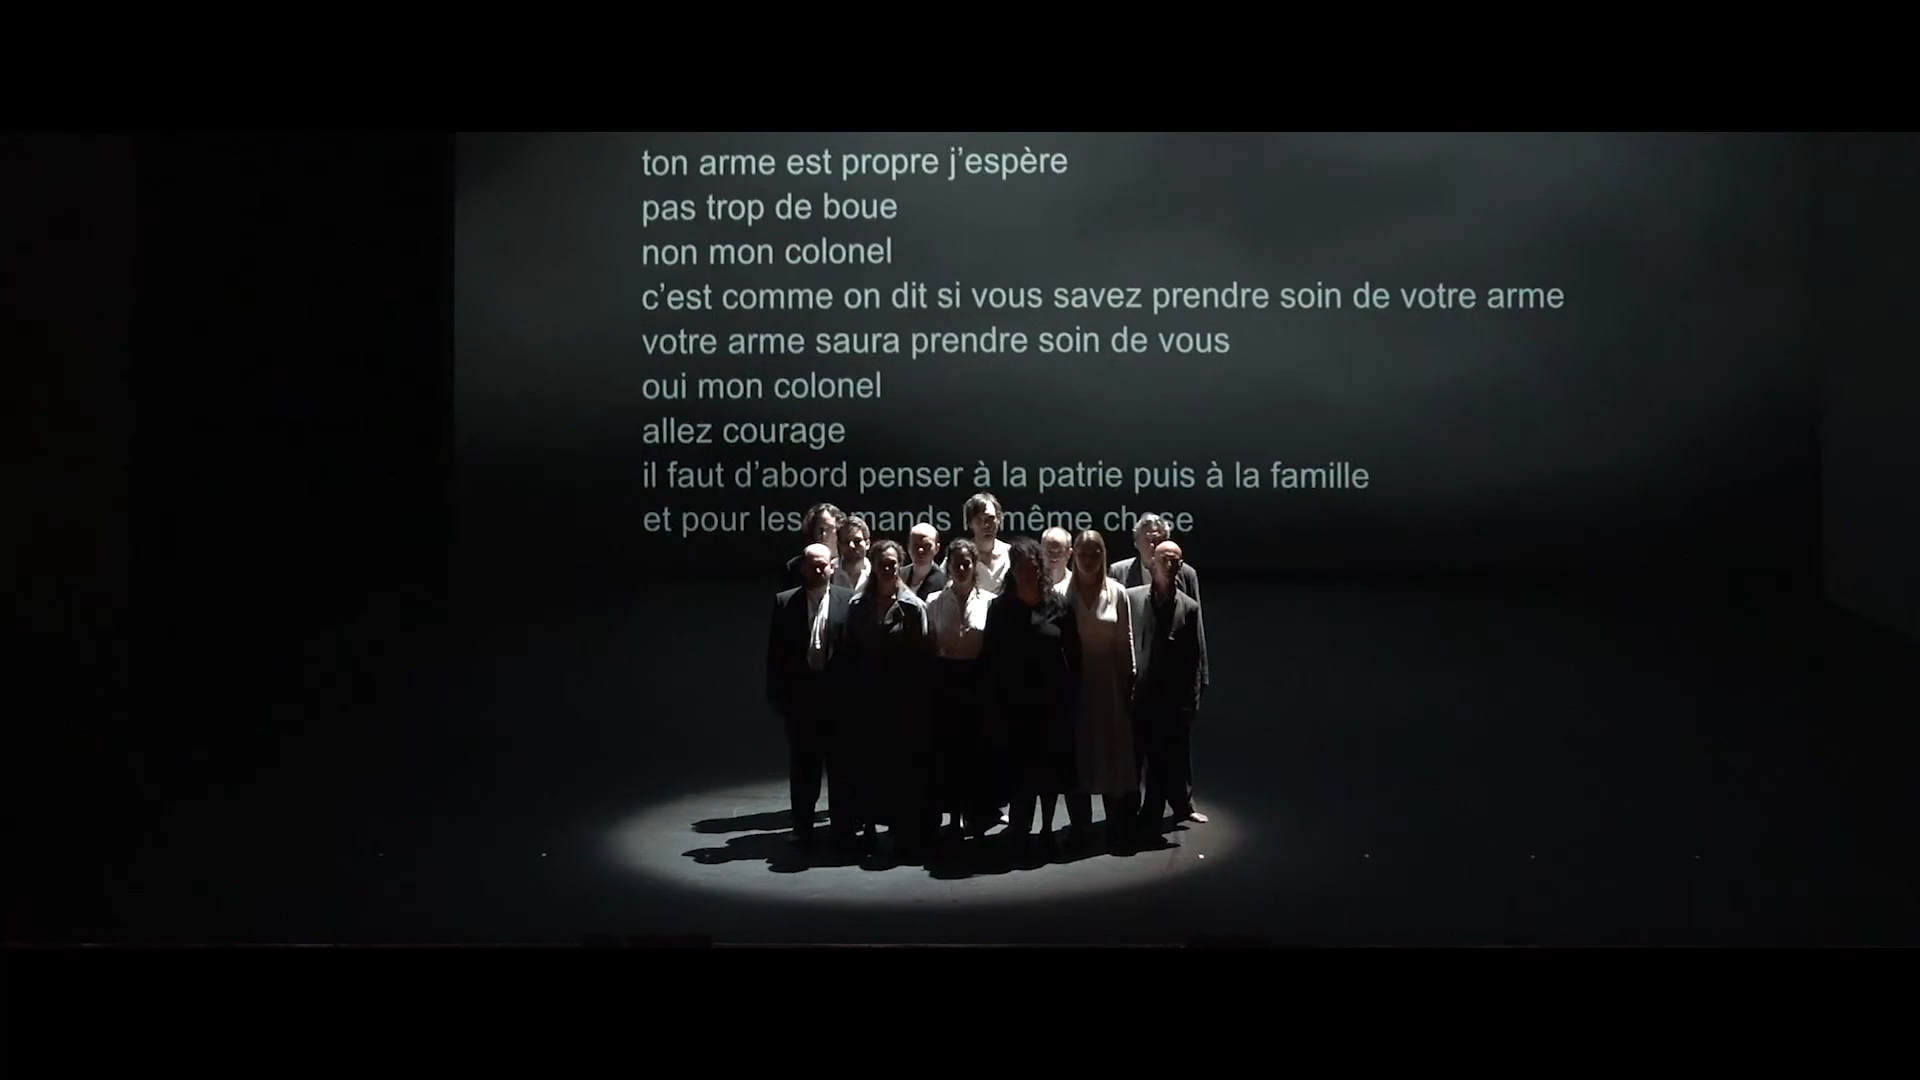 ton arme est propre j’espère
pas trop de boue
non mon colonel
c’est comme on dit si vous savez prendre soin de votre arme
votre arme saura prendre soin de vous
oui mon colonel
allez courage
il faut d’abord penser à la patrie puis à la famille
et pour les même chose